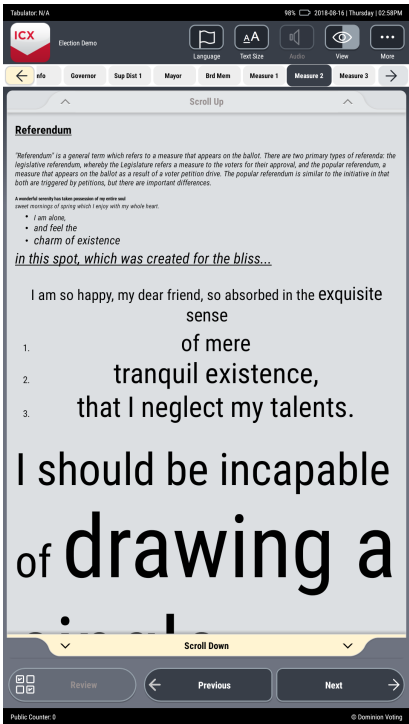 Tabulator: N/A
98% 2018-08-16 | Thursday | 02:58PM
ICX
Election Demo
Language
AA
Text Size
Audio
View
More
nfo
Governor
Sup Dist 1
Mayor
Brd Mem
Measure 1
Measure 2
Measure 3
Scroll Up
Referendum
"Referendum" is a general term which refers to a measure that appears on the ballot. There are two primary types of referenda: the
legislative referendum, whereby the Legislature refers a measure to the voters for their approval, and the popular referendum, a
measure that appears on the ballot as a result of a voter petition drive. The popular referendum is similar to the initiative in that
both are triggered by petitions, but there are important differences.
A wonderful serenity has taken possession of my entire soul
sweet mornings of spring which I enjoy with my whole heart.
• I am alone,
• and feel the
• charm of existence
in this spot, which was created for the bliss...
I am so happy, my dear friend, so absorbed in the exquisite
sense
1. of mere
2. tranquil existence,
3. that I neglect my talents.
I should be incapable
of drawing a
Scroll Down
Review
Previous
Next
Public Counter: 0
© Dominion Voting